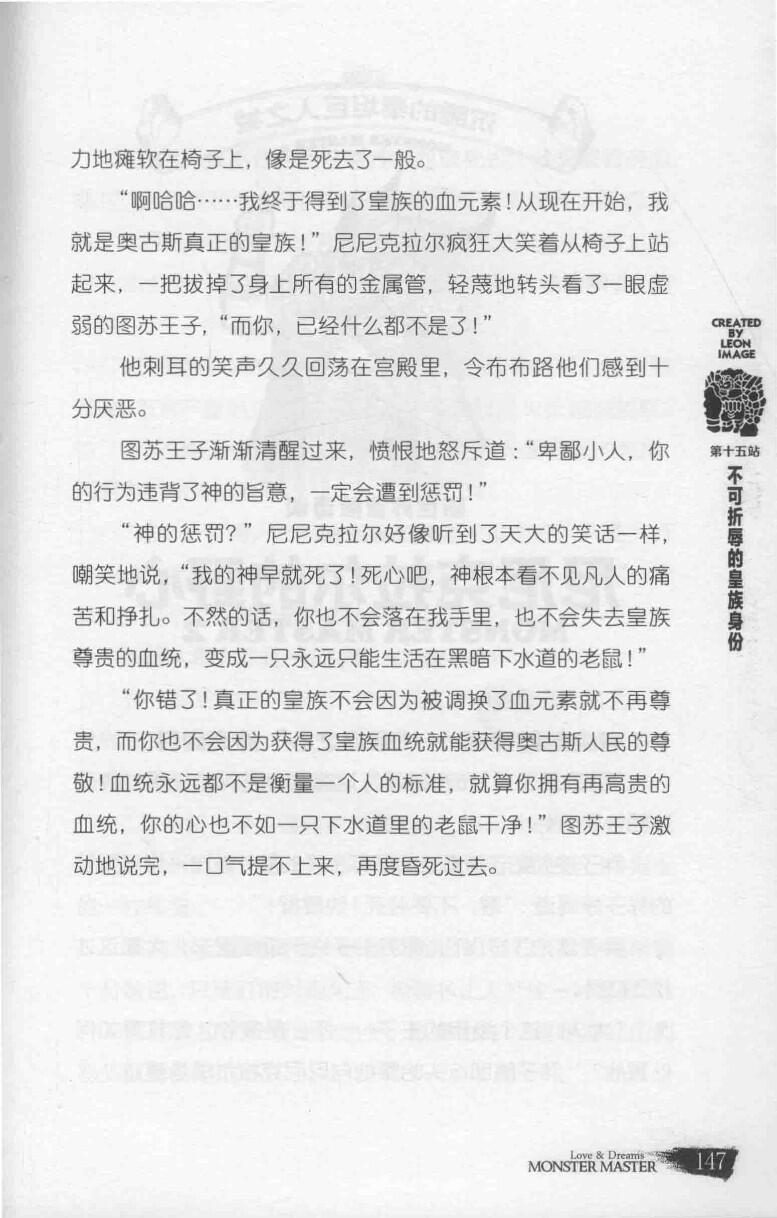 力地瘫软在椅子上，像是死去了一般。
“啊哈哈……我终于得到了皇族的血元素！从现在开始，我
就是奥古斯真正的皇族！”尼尼克拉尔疯狂大笑着从椅子上站
起来，一把拔掉了身上所有的金属管，轻蔑地转头看了一眼虚
弱的图苏王子，“而你，已经什么都不是了！”
他刺耳的笑声久久回荡在宫殿里，令布布路他们感到十
分厌恶。
图苏王子渐渐清醒过来，愤恨地怒斥道：“卑鄙小人，你
的行为违背了神的旨意，一定会遭到惩罚！”
“神的惩罚？”尼尼克拉尔好像听到了天大的笑话一样，
嘲笑地说，“我的神早就死了！死心吧，神根本看不见凡人的痛
苦和挣扎。不然的话，你也不会落在我手里，也不会失去皇族
尊贵的血统，变成一只永远只能生活在黑暗下水道的老鼠！”
“你错了！真正的皇族不会因为被调换了血元素就不再尊
贵，而你也不会因为获得了皇族血统就能获得奥古斯人民的尊
敬！血统永远都不是衡量一个人的标准，就算你拥有再高贵的
血统，你的心也不如一只下水道里的老鼠干净！”图苏王子激
动地说完，一口气提不上来，再度昏死过去。
CREATED
BY
LEON
IMAGE
第十五站
不可折辱的皇族身份
Love & Dreams
MONSTER MASTER
147